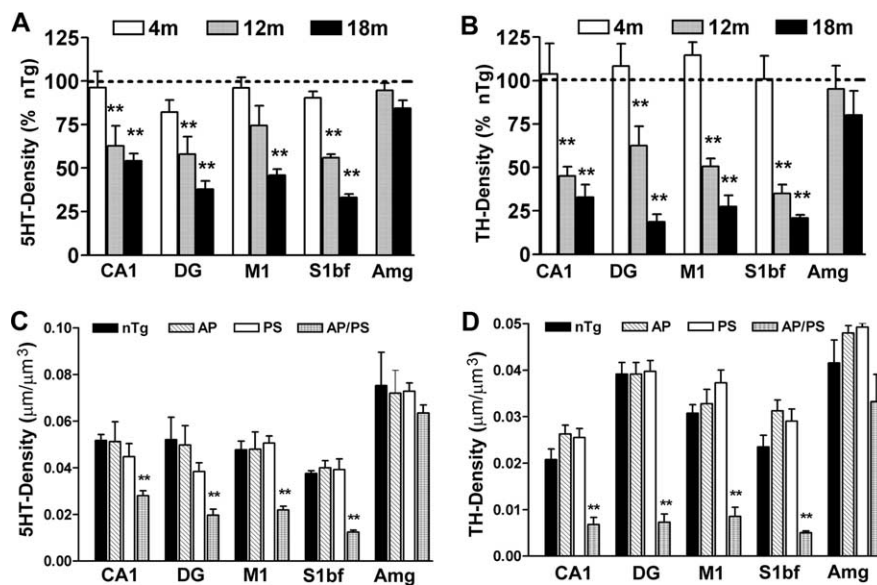 A
4m 12m 18m
5HT-Density (% nTg)
125
100
75
50
25
0
** ** ** ** ** ** **
CA1 DG M1 S1bf Amg
B
4m 12m 18m
TH-Density (% nTg)
125
100
75
50
25
0
** ** ** ** ** ** ** **
CA1 DG M1 S1bf Amg
C
nTg AP PS AP/PS
5HT-Density (μm/μm³)
0.10
0.08
0.06
0.04
0.02
0.00
** ** ** **
CA1 DG M1 S1bf Amg
D
nTg AP PS AP/PS
TH-Density (μm/μm³)
0.05
0.04
0.03
0.02
0.01
0.00
** ** ** **
CA1 DG M1 S1bf Amg